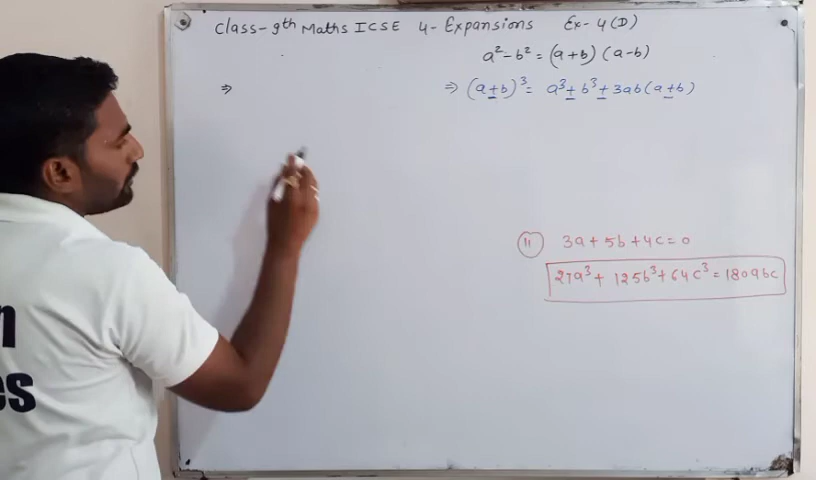 Class-9th Maths ICSE 4-Expansions Ex-4(D)
a²-b² = (a+b) (a-b)
⇒ ⇒ (a+b)³ = a³+b³+3ab(a+b)
11 3a+5b+4c=0
27a³+125b³+64c³=180abc
n
es